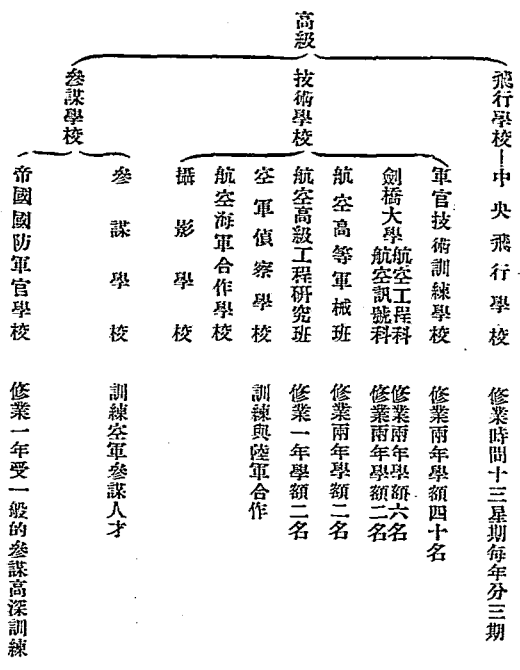 高級
飛行學校—中央飛行學校 修業時間十三星期每年分三期
技術學校
軍官技術訓練學校 修業兩年學額四十名
劍橋大學
航空工程科 修業兩年學額六名
航空訊號科 修業兩年學額二名
航空高等軍械班 修業兩年學額二名
航空高級工程研究班 修業一年學額二名
空軍偵察學校 訓練與陸軍合作
航空海軍合作學校
攝影學校
參謀學校
參謀學校 訓練空軍參謀人才
帝國國防軍官學校 修業一年受一般的參謀高深訓練